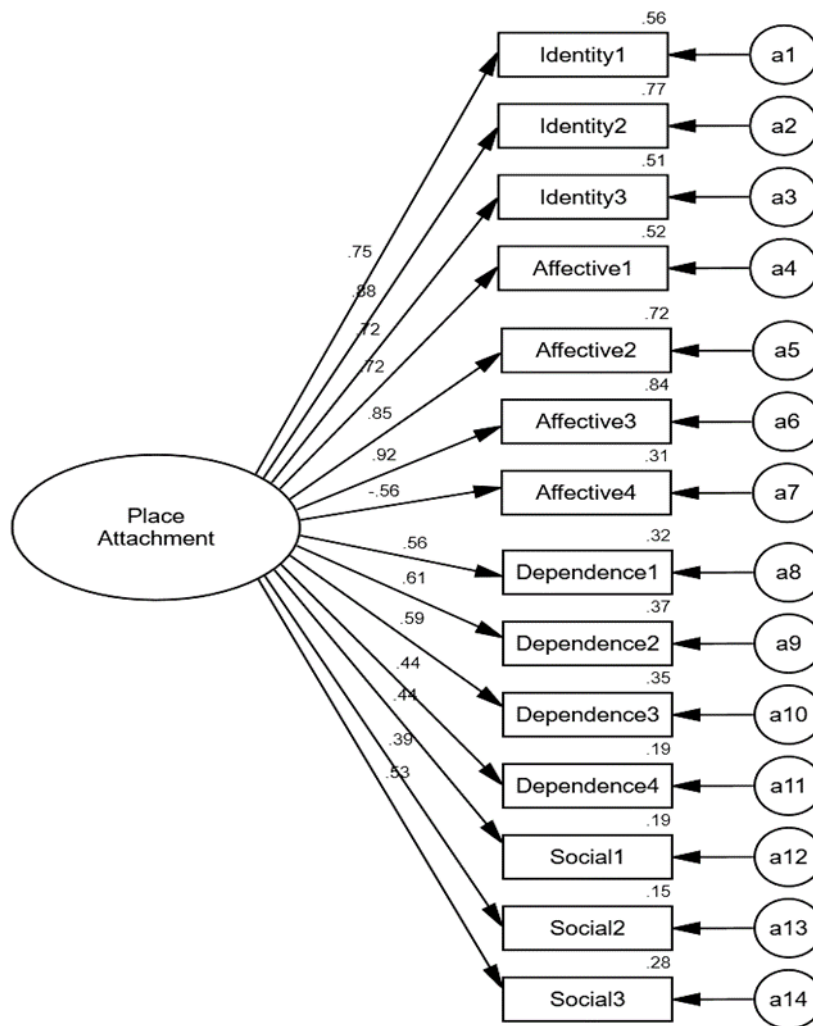 .56
Identity1
a1
.77
Identity2
a2
.51
Identity3
a3
.52
Affective1
a4
.72
Affective2
a5
.84
Affective3
a6
.31
Affective4
a7
.32
Dependence1
a8
.37
Dependence2
a9
.35
Dependence3
a10
.19
Dependence4
a11
.19
Social1
a12
.15
Social2
a13
.28
Social3
a14
.75
.88
.72
.72
.85
.92
-.56
.56
.61
.59
.44
.44
.39
.53
Place
Attachment